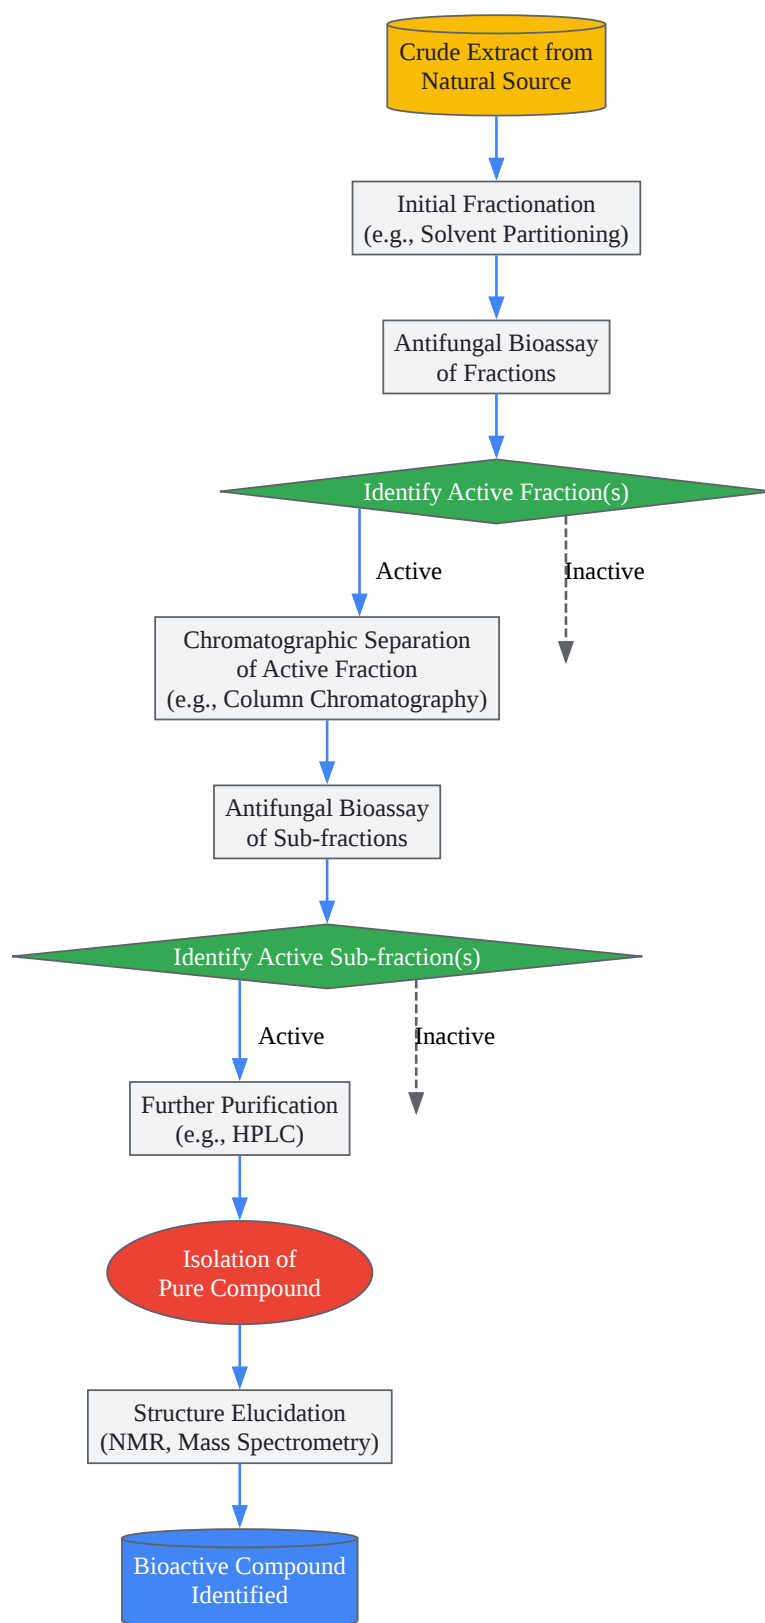 Crude Extract from
Natural Source
Initial Fractionation
(e.g., Solvent Partitioning)
Antifungal Bioassay
of Fractions
Identify Active Fraction(s)
Active
Inactive
Chromatographic Separation
of Active Fraction
(e.g., Column Chromatography)
Antifungal Bioassay
of Sub-fractions
Identify Active Sub-fraction(s)
Active
Inactive
Further Purification
(e.g., HPLC)
Isolation of
Pure Compound
Structure Elucidation
(NMR, Mass Spectrometry)
Bioactive Compound
Identified